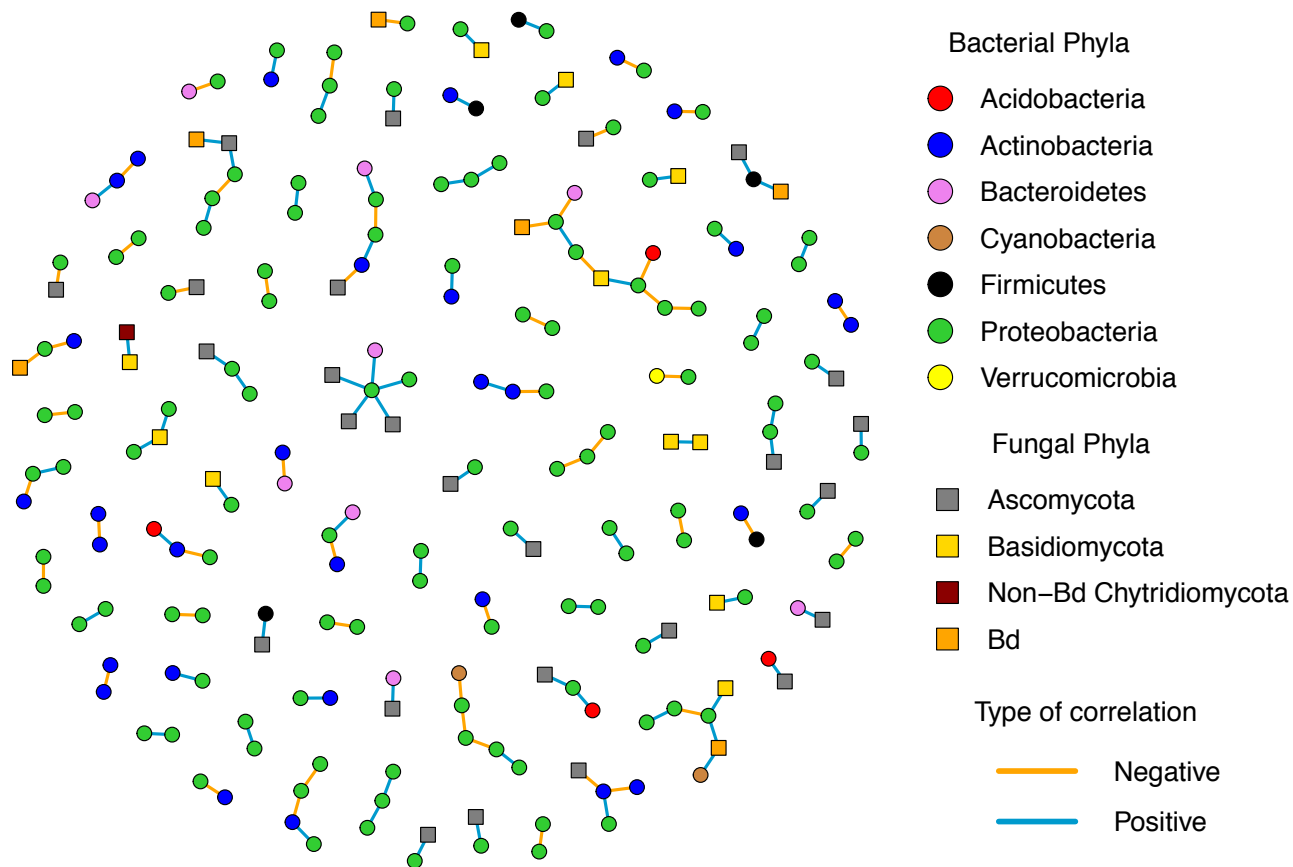 Bacterial Phyla
Acidobacteria
Actinobacteria
Bacteroidetes
Cyanobacteria
Firmicutes
Proteobacteria
Verrucomicrobia
Fungal Phyla
Ascomycota
Basidiomycota
Non−Bd Chytridiomycota
Bd
Type of correlation
Negative
Positive